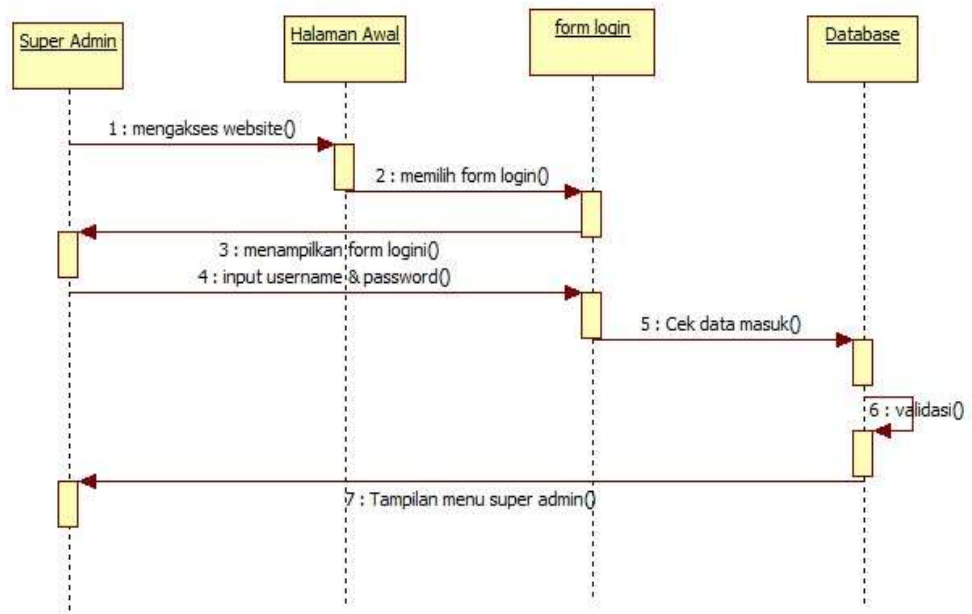 Super Admin
Halaman Awal
form login
Database
1 : mengakses website()
2 : memilih form login()
3 : menampilkan form logini()
4 : input username & password()
5 : Cek data masuk()
6 : validasi()
7 : Tampilan menu super admin()